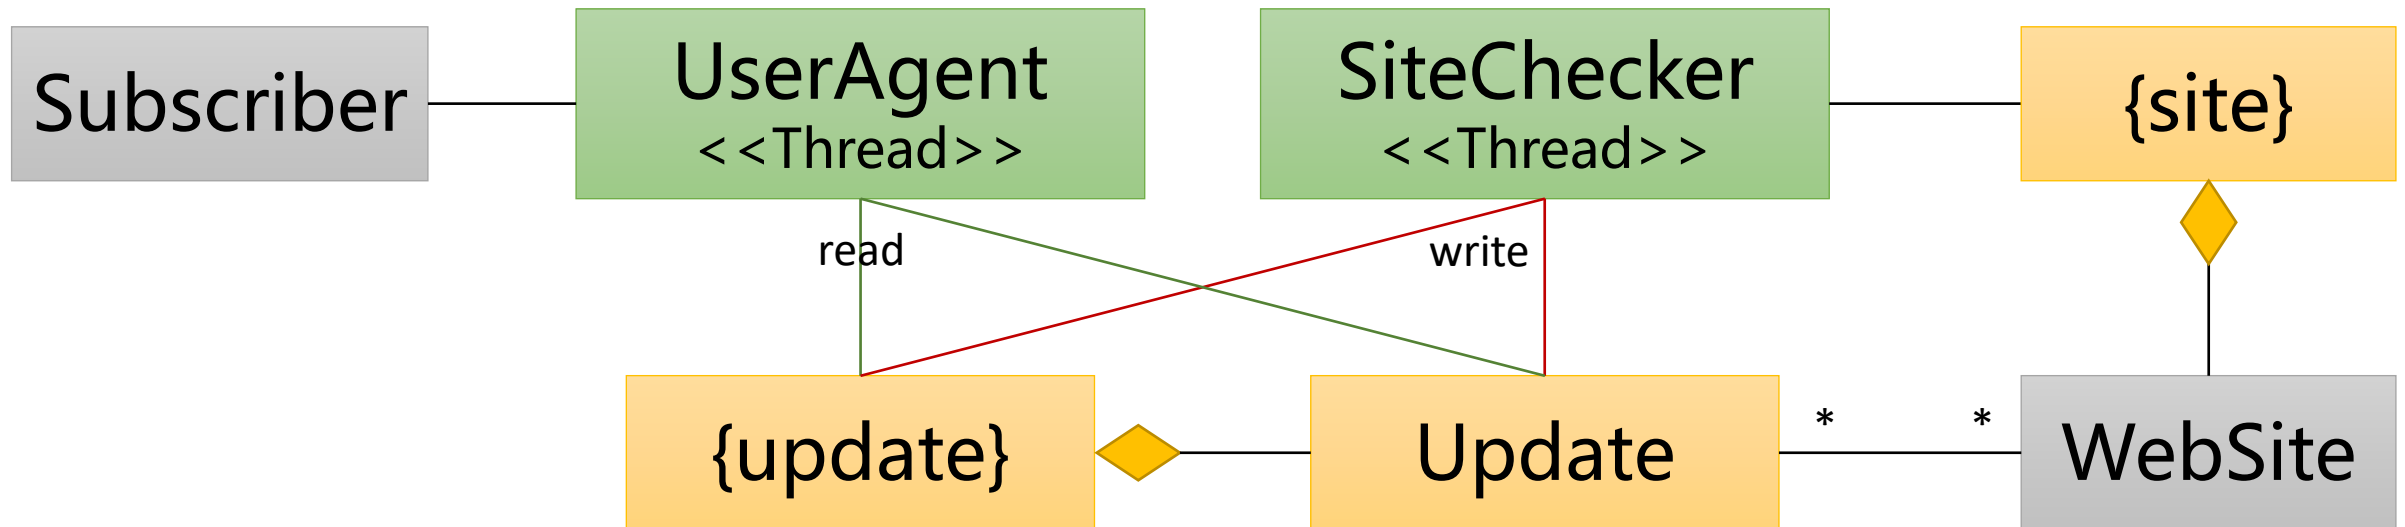 Subscriber
UserAgent
<<Thread>>
SiteChecker
<<Thread>>
{site}
read
write
{update}
Update
*
*
WebSite